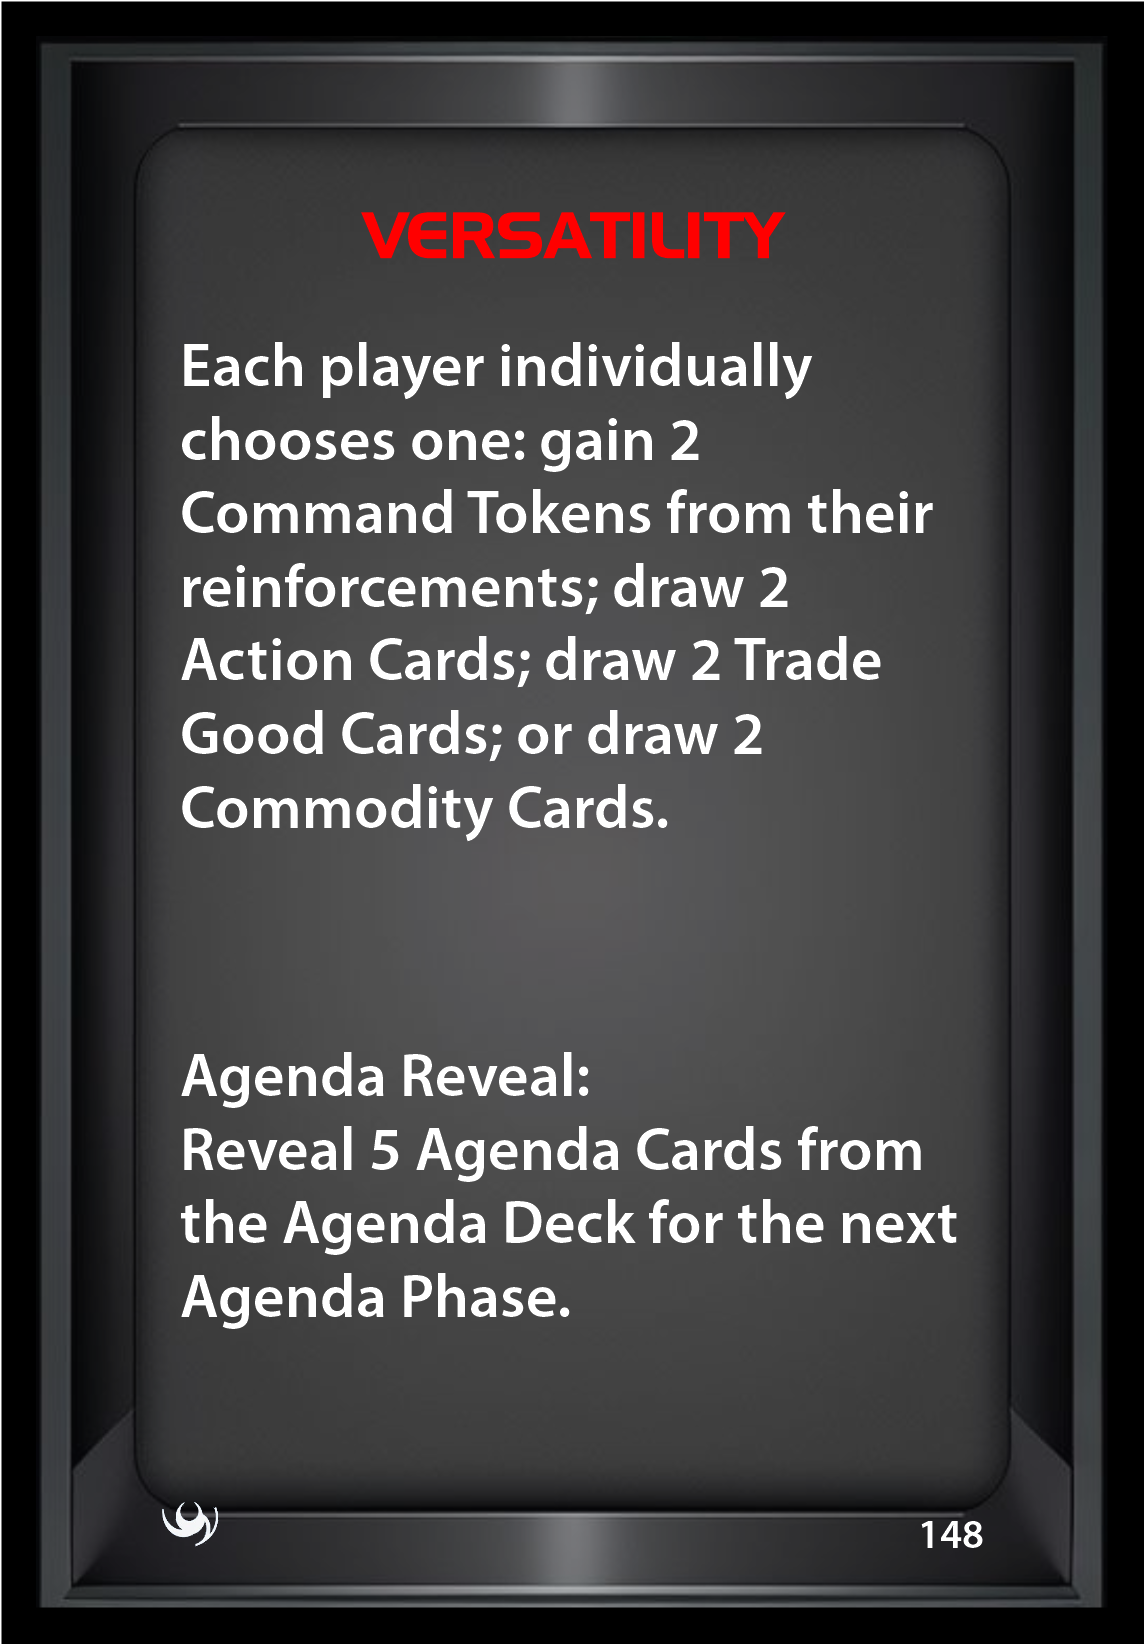 VERSATILITY
Each player individually
chooses one: gain 2
Command Tokens from their
reinforcements; draw 2
Action Cards; draw 2 Trade
Good Cards; or draw 2
Commodity Cards.
Agenda Reveal:
Reveal 5 Agenda Cards from
the Agenda Deck for the next
Agenda Phase.
148